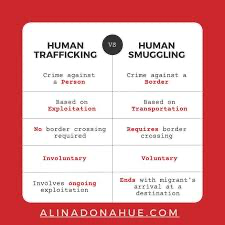 HUMAN TRAFFICKING
VS
HUMAN SMUGGLING
Crime against a Person
Crime against a Border
Based on Exploitation
Based on Transportation
No border crossing required
Requires border crossing
Involuntary
Voluntary
Involves ongoing exploitation
Ends with migrant's arrival at a destination
ALINADONAHUE.COM